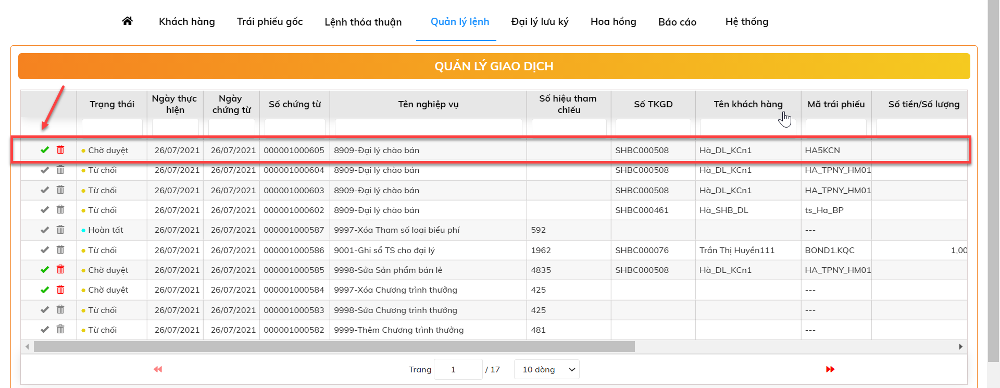 Khách hàng Trái phiếu gốc Lệnh thỏa thuận Quản lý lệnh Đại lý lưu ký Hoa hồng Báo cáo Hệ thống
QUẢN LÝ GIAO DỊCH
Trạng thái Ngày thực hiện Ngày chứng từ Số chứng từ Tên nghiệp vụ Số hiệu tham chiếu Số TKGD Tên khách hàng Mã trái phiếu Số tiền/Số lượng
Chờ duyệt 26/07/2021 26/07/2021 000001000605 8909-Đại lý chào bán SHBC000508 Hà_DL_KCn1 HA5KCN
Từ chối 26/07/2021 26/07/2021 000001000604 8909-Đại lý chào bán SHBC000508 Hà_DL_KCn1 HA_TPNY_HM01
Từ chối 26/07/2021 26/07/2021 000001000603 8909-Đại lý chào bán SHBC000508 Hà_DL_KCn1 HA_TPNY_HM01
Từ chối 26/07/2021 26/07/2021 000001000602 8909-Đại lý chào bán SHBC000461 Hà_SHB_DL ts_Ha_BP
Hoàn tất 26/07/2021 26/07/2021 000001000587 9997-Xóa Tham số loại biểu phí 592 ---
Từ chối 26/07/2021 26/07/2021 000001000586 9001-Ghi sổ TS cho đại lý 1962 SHBC000076 Trần Thị Huyền111 BOND1.KQC 1,00
Chờ duyệt 26/07/2021 26/07/2021 000001000585 9998-Sửa Sản phẩm bán lẻ 4835 SHBC000508 Hà_DL_KCn1 HA_TPNY_HM01
Chờ duyệt 26/07/2021 26/07/2021 000001000584 9997-Xóa Chương trình thưởng 425 ---
Từ chối 26/07/2021 26/07/2021 000001000583 9998-Sửa Chương trình thưởng 425 ---
Từ chối 26/07/2021 26/07/2021 000001000582 9999-Thêm Chương trình thưởng 481 ---
Trang 1 / 17 10 dòng